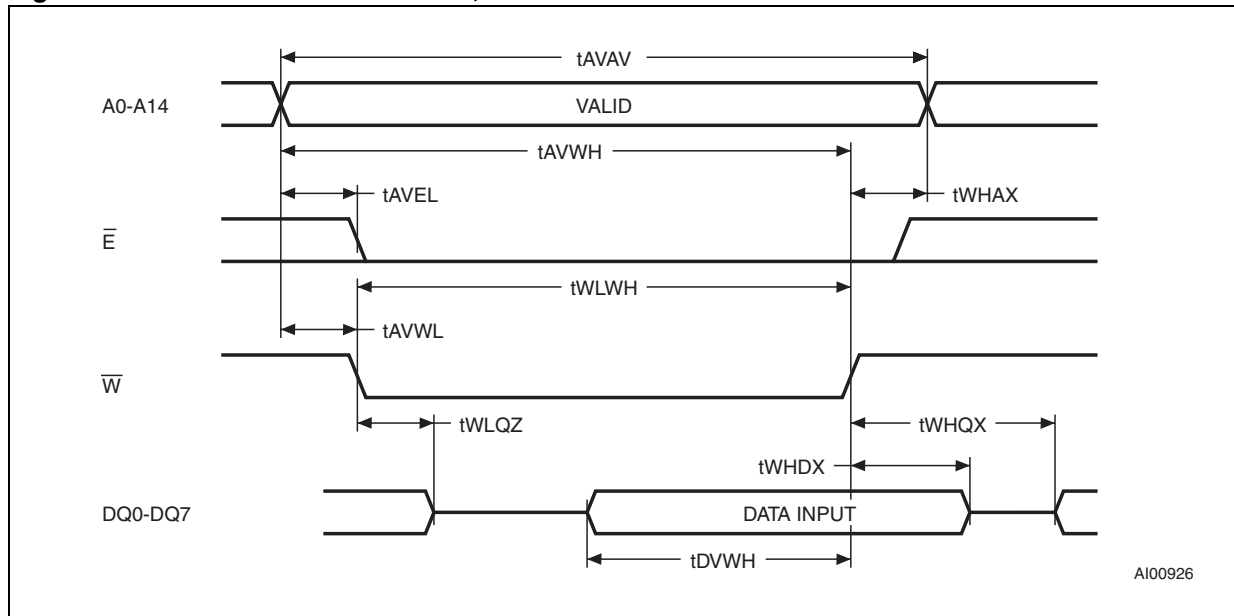 tAVAV
A0-A14
VALID
tAVWH
tAVEL
tWHAX
E̅
tWLWH
tAVWL
W̅
tWLQZ
tWHQX
tWHDX
DQ0-DQ7
DATA INPUT
tDVWH
AI00926